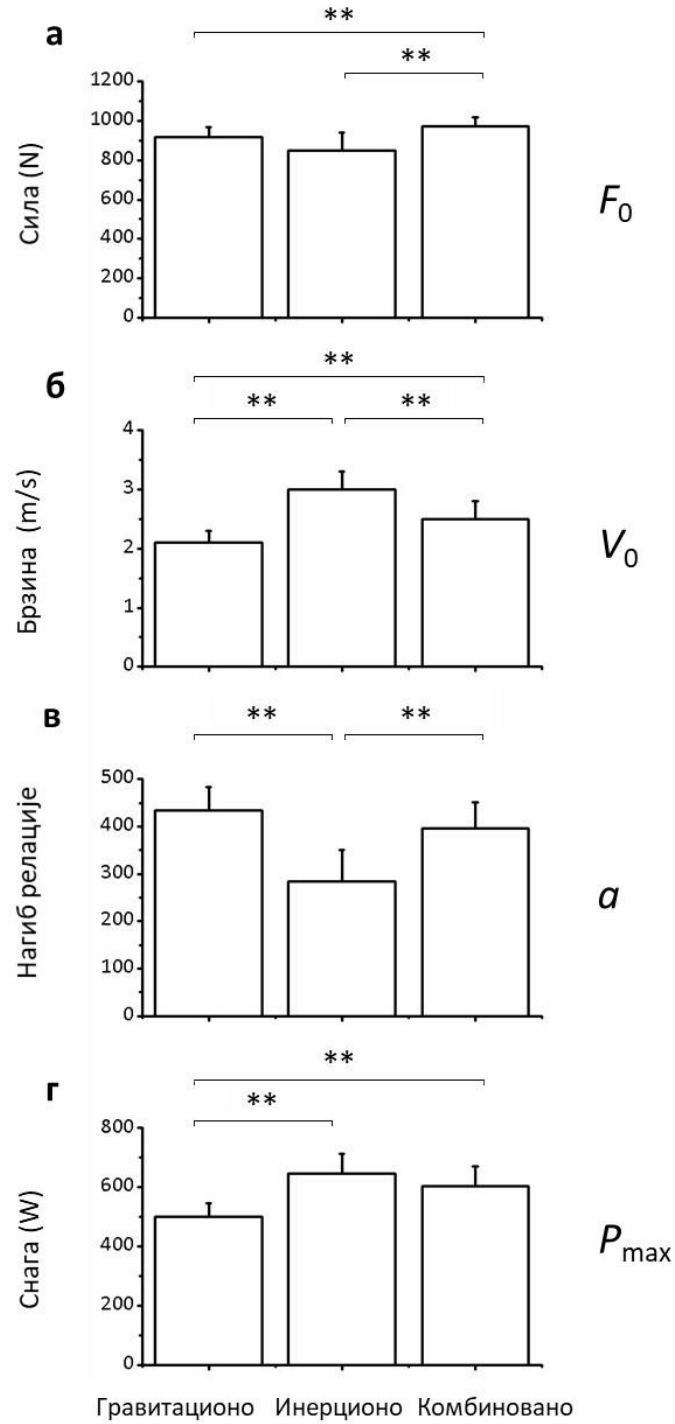 а
**
**
1200
1000
800
600
400
200
0
Сила (N)
F0
б
**
**
**
4
3
2
1
0
Брзина (m/s)
V0
в
**
**
500
400
300
200
100
0
Нагиб релације
a
г
**
**
800
600
400
200
0
Снага (W)
Pmax
Гравитационо Инерционо Комбиновано